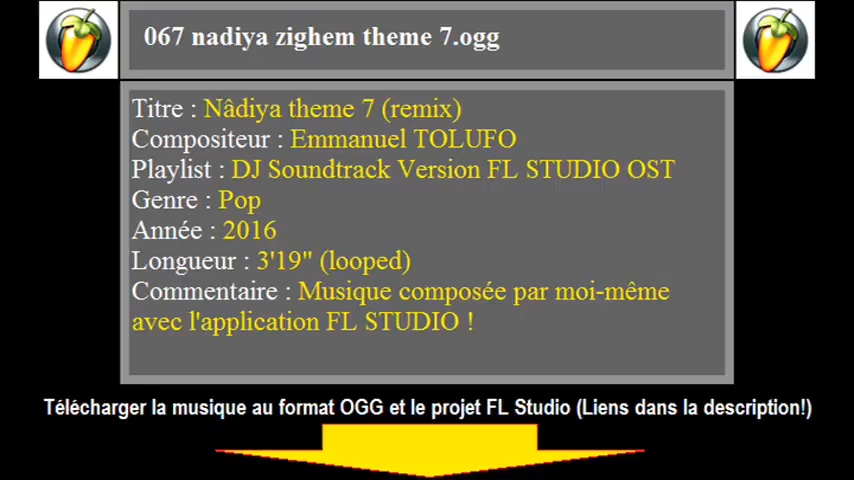 067 nadiya zighem theme 7.ogg
Titre : Nâdiya theme 7 (remix)
Compositeur : Emmanuel TOLUFO
Playlist : DJ Soundtrack Version FL STUDIO OST
Genre : Pop
Année : 2016
Longueur : 3'19" (looped)
Commentaire : Musique composée par moi-même
avec l'application FL STUDIO !
Télécharger la musique au format OGG et le projet FL Studio (Liens dans la description!)